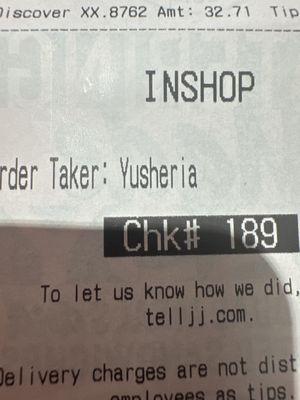 Discover XX.8762 Amt: 32.71 Tip
INSHOP
rder Taker: Yusheria
Chk# 189
To let us know how we did,
telljj.com.
Delivery charges are not dist
employees as tips.